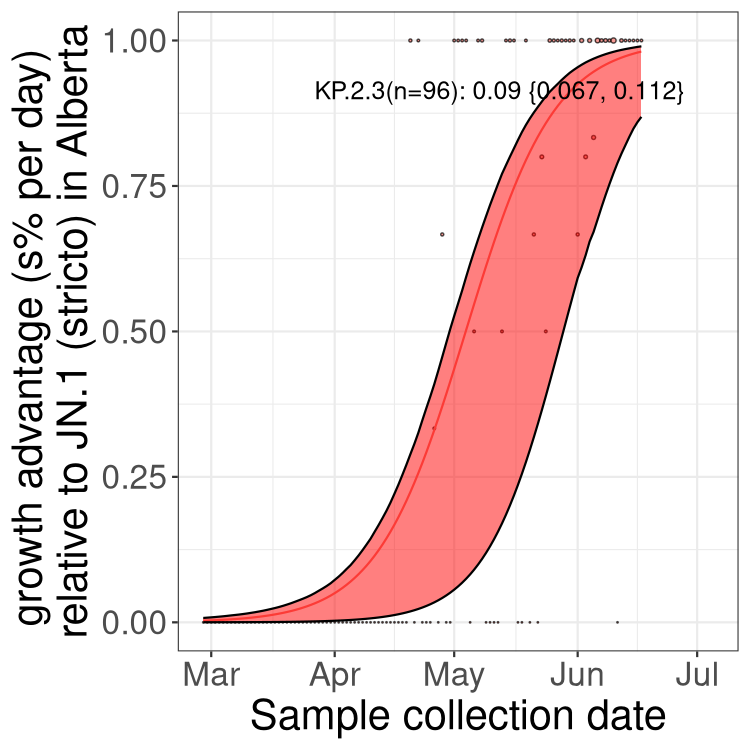 growth advantage (s% per day)
relative to JN.1 (stricto) in Alberta
1.00
0.75
0.50
0.25
0.00
KP.2.3(n=96): 0.09 {0.067, 0.112}
Mar Apr May Jun Jul
Sample collection date